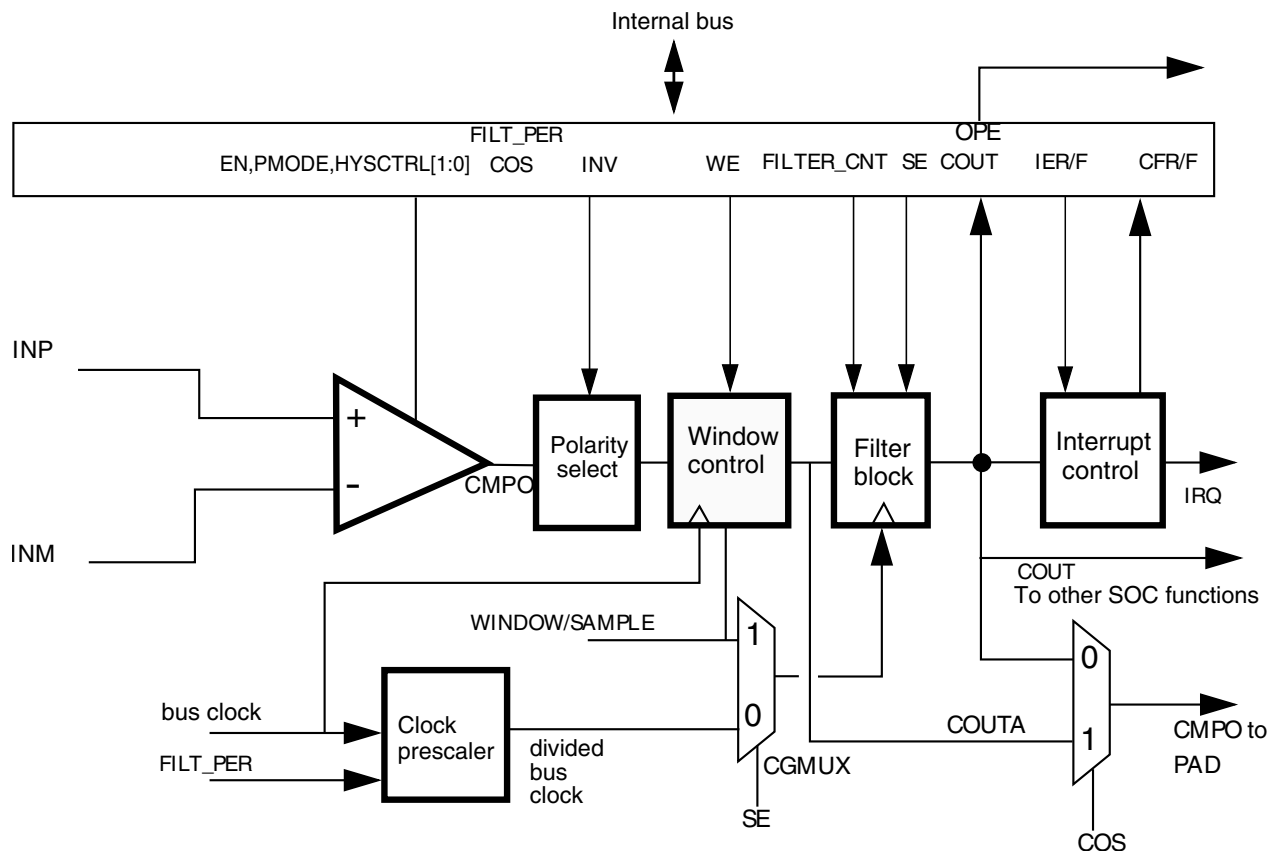 Internal bus
FILT_PER
OPE
EN,PMODE,HYSCTRL[1:0]
COS
INV
WE
FILTER_CNT
SE
COUT
IER/F
CFR/F
INP
+
-
CMPO
Polarity
select
Window
control
Filter
block
Interrupt
control
IRQ
INM
COUT
To other SOC functions
WINDOW/SAMPLE
1
0
0
1
bus clock
FILT_PER
Clock
prescaler
divided
bus
clock
CGMUX
SE
COUTA
CMPO to
PAD
COS